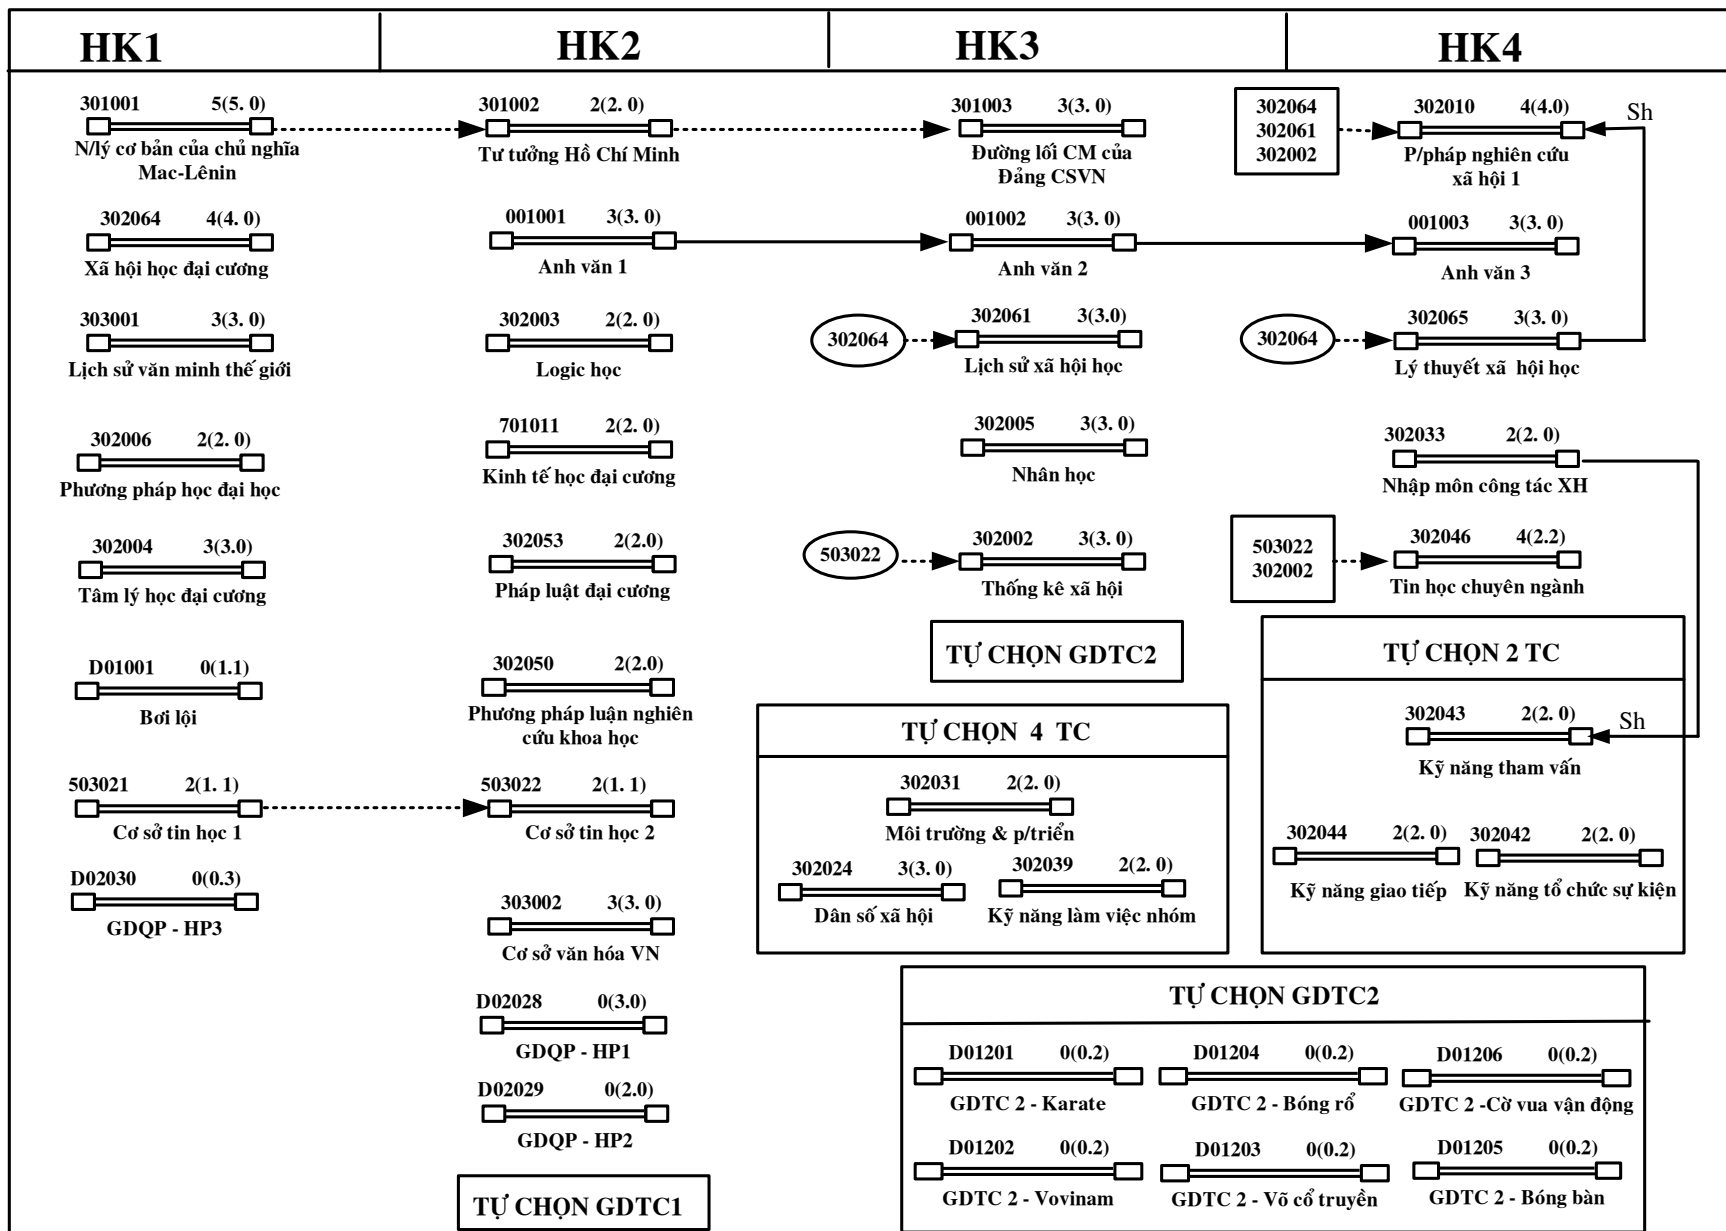 HK1
HK2
HK3
HK4
301001 5(5. 0)
N/lý cơ bản của chủ nghĩa
Mac-Lênin
302064 4(4. 0)
Xã hội học đại cương
303001 3(3. 0)
Lịch sử văn minh thế giới
302006 2(2. 0)
Phương pháp học đại học
302004 3(3.0)
Tâm lý học đại cương
D01001 0(1.1)
Bơi lội
503021 2(1. 1)
Cơ sở tin học 1
D02030 0(0.3)
GDQP - HP3
301002 2(2. 0)
Tư tưởng Hồ Chí Minh
001001 3(3. 0)
Anh văn 1
302003 2(2. 0)
Logic học
701011 2(2. 0)
Kinh tế học đại cương
302053 2(2.0)
Pháp luật đại cương
302050 2(2.0)
Phương pháp luận nghiên
cứu khoa học
503022 2(1. 1)
Cơ sở tin học 2
303002 3(3. 0)
Cơ sở văn hóa VN
D02028 0(3.0)
GDQP - HP1
D02029 0(2.0)
GDQP - HP2
TỰ CHỌN GDTC1
301003 3(3. 0)
Đường lối CM của
Đảng CSVN
001002 3(3. 0)
Anh văn 2
302064
302061 3(3.0)
Lịch sử xã hội học
302005 3(3. 0)
Nhân học
503022
302002 3(3. 0)
Thống kê xã hội
TỰ CHỌN GDTC2
TỰ CHỌN 4 TC
302031 2(2. 0)
Môi trường & p/triển
302024 3(3. 0)
Dân số xã hội
302039 2(2. 0)
Kỹ năng làm việc nhóm
302064
302061
302002
302010 4(4.0)
P/pháp nghiên cứu
xã hội 1
Sh
001003 3(3. 0)
Anh văn 3
302064
302065 3(3. 0)
Lý thuyết xã hội học
302033 2(2. 0)
Nhập môn công tác XH
503022
302002
302046 4(2.2)
Tin học chuyên ngành
TỰ CHỌN 2 TC
302043 2(2. 0)
Sh
Kỹ năng tham vấn
302044 2(2. 0)
Kỹ năng giao tiếp
302042 2(2. 0)
Kỹ năng tổ chức sự kiện
TỰ CHỌN GDTC2
D01201 0(0.2)
GDTC 2 - Karate
D01204 0(0.2)
GDTC 2 - Bóng rổ
D01206 0(0.2)
GDTC 2 -Cờ vua vận động
D01202 0(0.2)
GDTC 2 - Vovinam
D01203 0(0.2)
GDTC 2 - Võ cổ truyền
D01205 0(0.2)
GDTC 2 - Bóng bàn